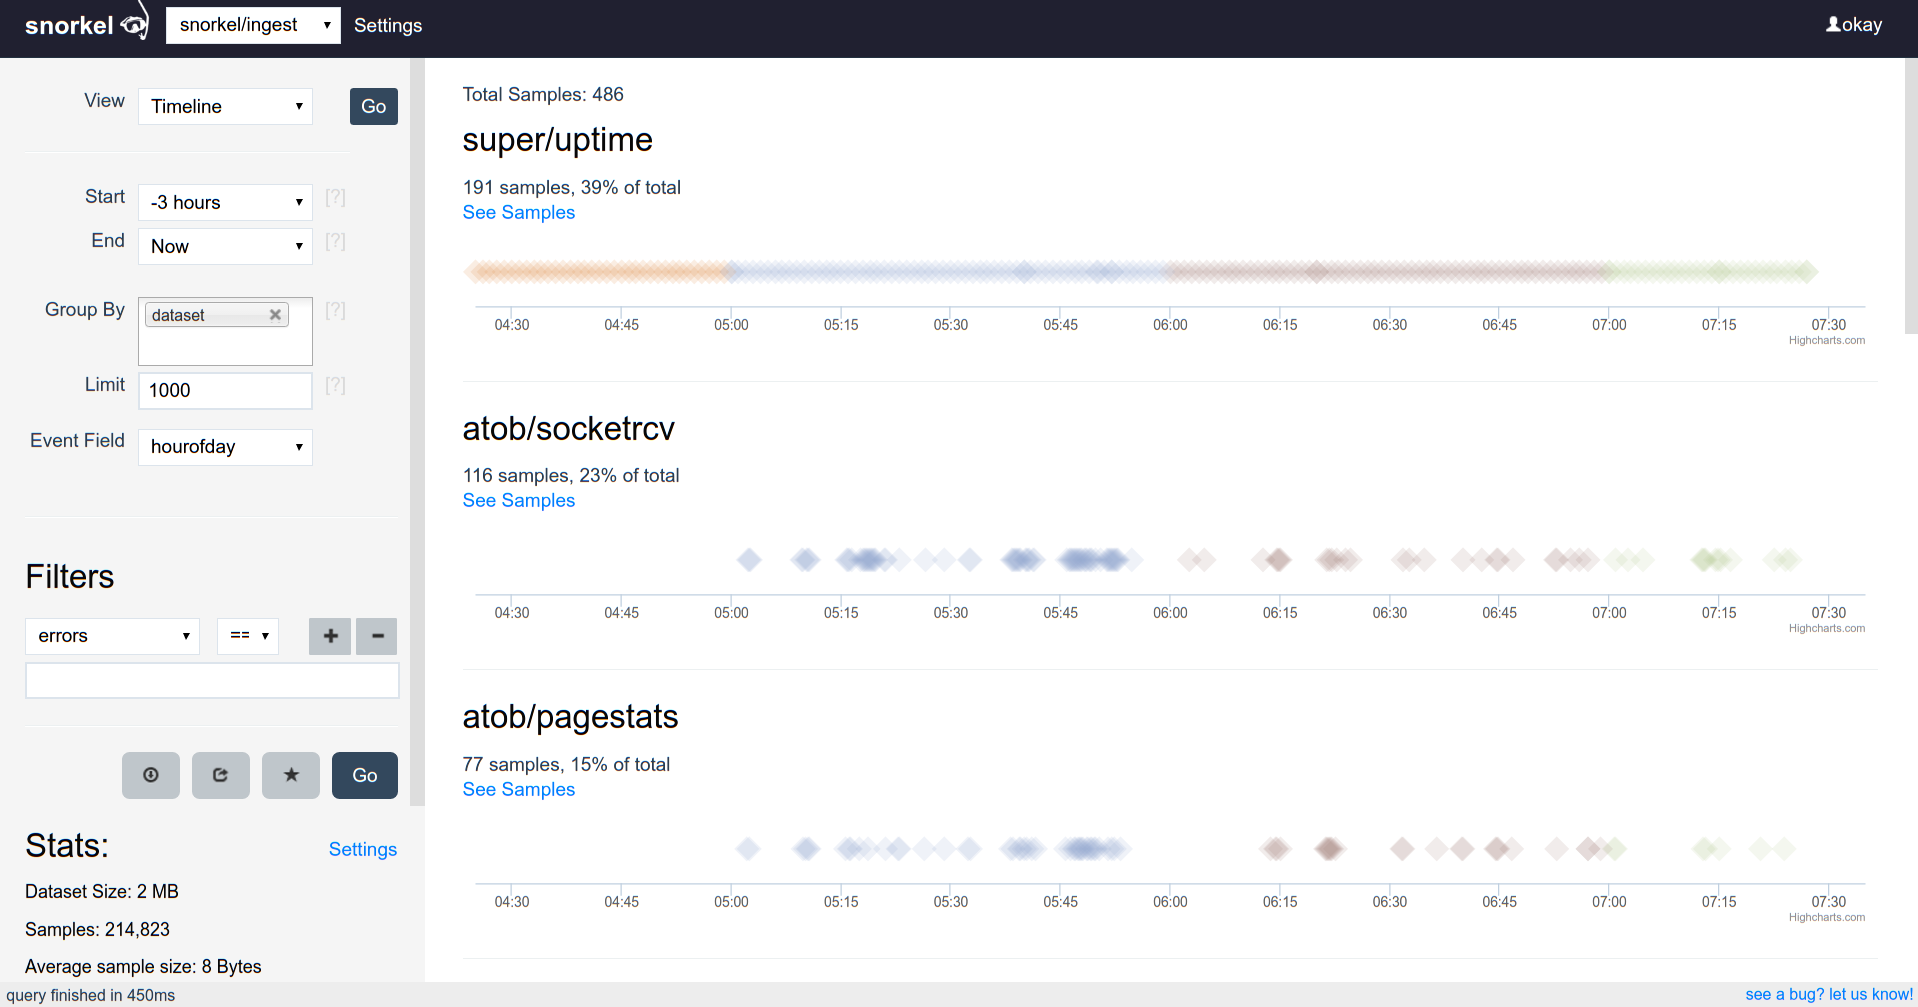 snorkel snorkel/ingest Settings okay
View Timeline Go
Start -3 hours [?]
End Now [?]
Group By dataset [?]
Limit 1000 [?]
Event Field hourofday
Filters
errors ==
Go
Stats: Settings
Dataset Size: 2 MB
Samples: 214,823
Average sample size: 8 Bytes
Total Samples: 486
super/uptime
191 samples, 39% of total
See Samples
04:30 04:45 05:00 05:15 05:30 05:45 06:00 06:15 06:30 06:45 07:00 07:15 07:30
Highcharts.com
atob/socketrcv
116 samples, 23% of total
See Samples
04:30 04:45 05:00 05:15 05:30 05:45 06:00 06:15 06:30 06:45 07:00 07:15 07:30
Highcharts.com
atob/pagestats
77 samples, 15% of total
See Samples
04:30 04:45 05:00 05:15 05:30 05:45 06:00 06:15 06:30 06:45 07:00 07:15 07:30
Highcharts.com
query finished in 450ms
see a bug? let us know!